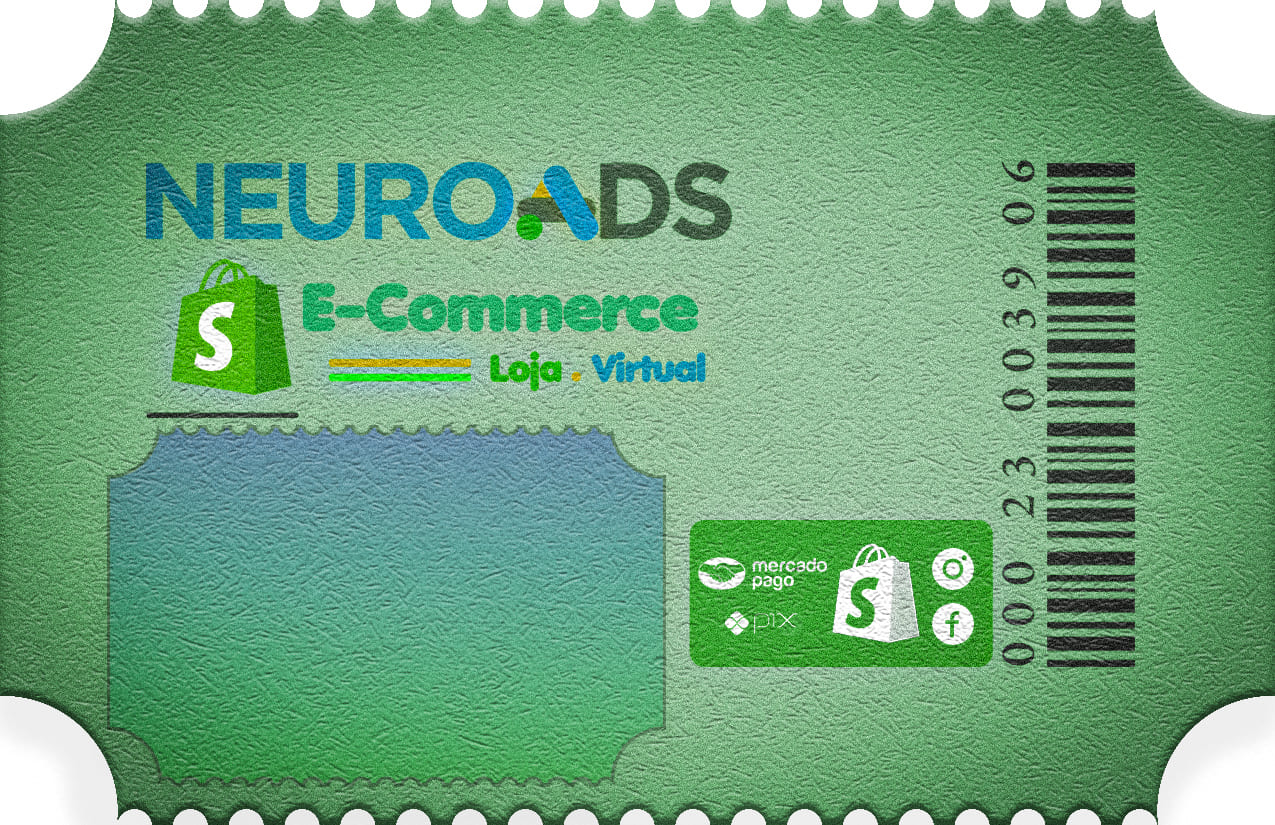 NEUROADS
E-Commerce
Loja . Virtual
mercado
pago
pix
000 23 0039 06